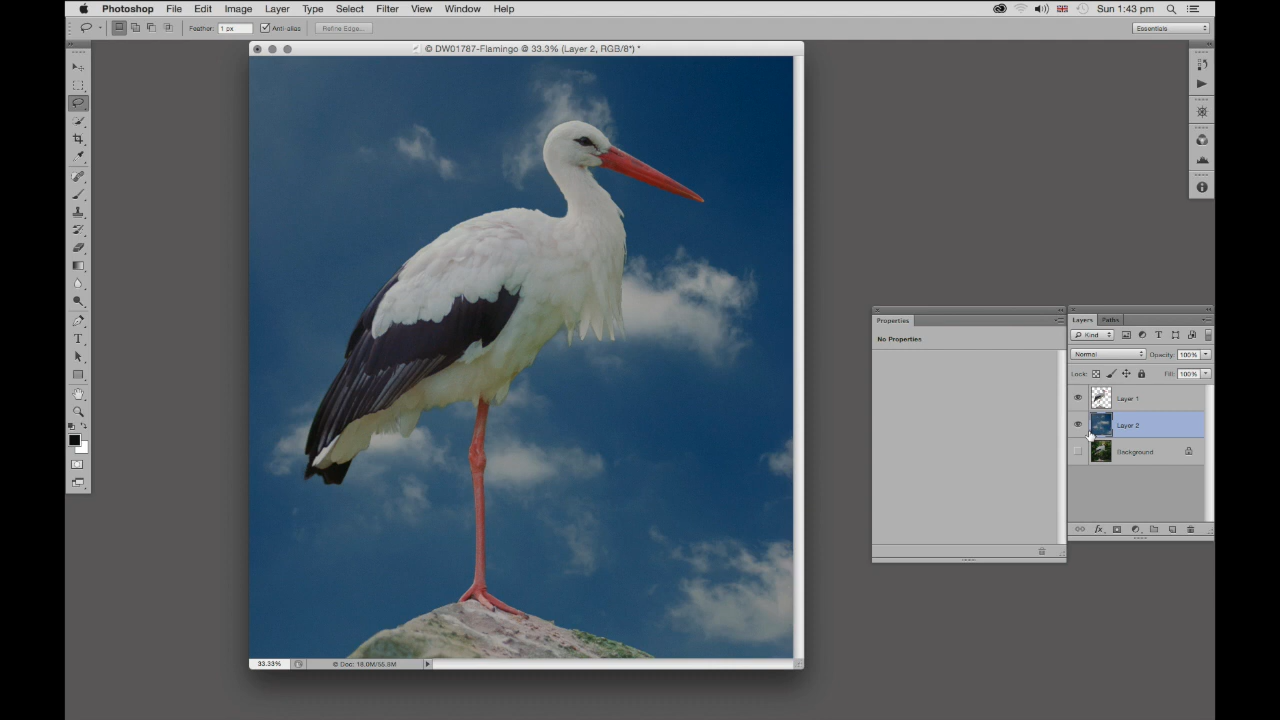 Photoshop File Edit Image Layer Type Select Filter View Window Help Sun 1:43 pm
Feather: 1 px Anti-alias Refine Edge... Essentials
© DW01787-Flamingo @ 33.3% (Layer 2, RGB/8*) *
Properties
No Properties
Layers Paths
Kind
Normal Opacity: 100%
Lock: Fill: 100%
Layer 1
Layer 2
Background
fx
33.33% © Doc: 18.0M/55.8M